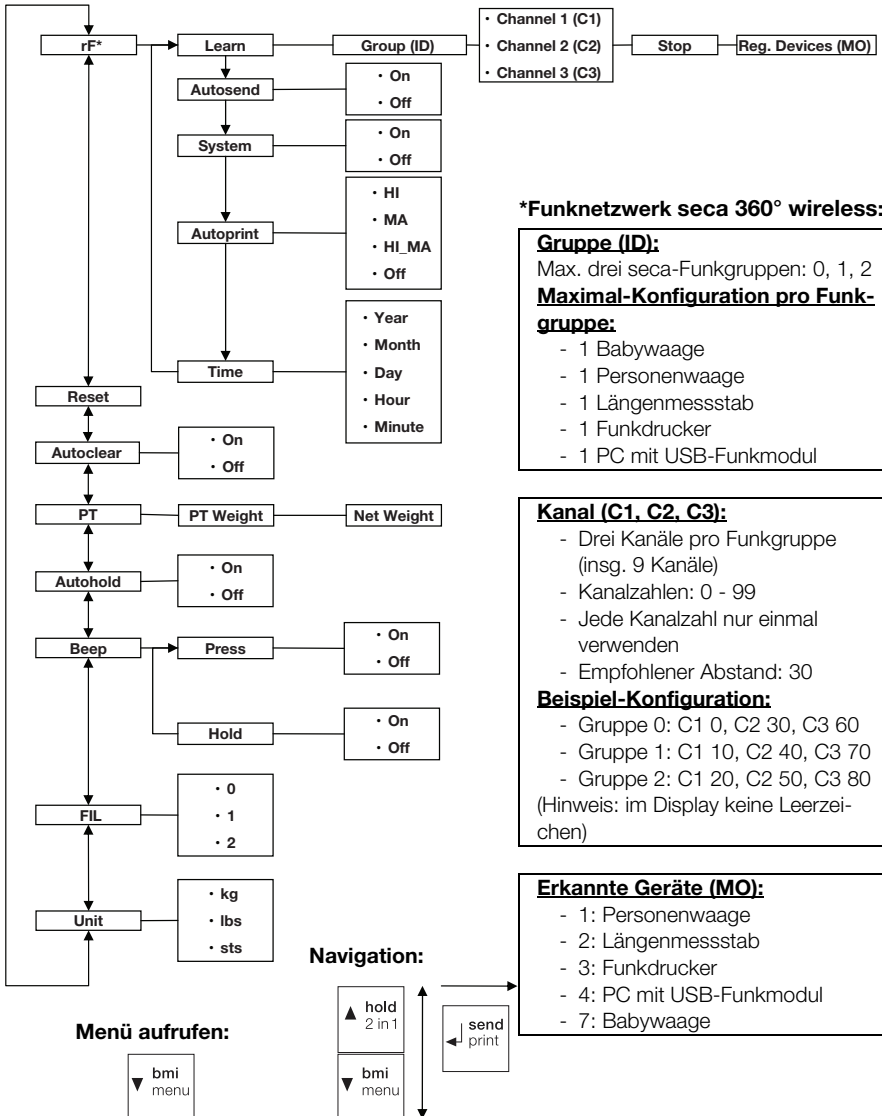 rF*
Learn
Group (ID)
• Channel 1 (C1)
• Channel 2 (C2)
• Channel 3 (C3)
Stop
Reg. Devices (MO)
Autosend
• On
• Off
System
• On
• Off
Autoprint
• HI
• MA
• HI_MA
• Off
Time
• Year
• Month
• Day
• Hour
• Minute
Reset
Autoclear
• On
• Off
PT
PT Weight
Net Weight
Autohold
• On
• Off
Beep
Press
• On
• Off
Hold
• On
• Off
FIL
• 0
• 1
• 2
Unit
• kg
• lbs
• sts
*Funknetzwerk seca 360° wireless:
Gruppe (ID):
Max. drei seca-Funkgruppen: 0, 1, 2
Maximal-Konfiguration pro Funk-
gruppe:
- 1 Babywaage
- 1 Personenwaage
- 1 Längenmessstab
- 1 Funkdrucker
- 1 PC mit USB-Funkmodul
Kanal (C1, C2, C3):
- Drei Kanäle pro Funkgruppe
(insg. 9 Kanäle)
- Kanalzahlen: 0 - 99
- Jede Kanalzahl nur einmal
verwenden
- Empfohlener Abstand: 30
Beispiel-Konfiguration:
- Gruppe 0: C1 0, C2 30, C3 60
- Gruppe 1: C1 10, C2 40, C3 70
- Gruppe 2: C1 20, C2 50, C3 80
(Hinweis: im Display keine Leerzei-
chen)
Erkannte Geräte (MO):
- 1: Personenwaage
- 2: Längenmessstab
- 3: Funkdrucker
- 4: PC mit USB-Funkmodul
- 7: Babywaage
Navigation:
hold
2 in 1
bmi
menu
send
print
Menü aufrufen:
bmi
menu